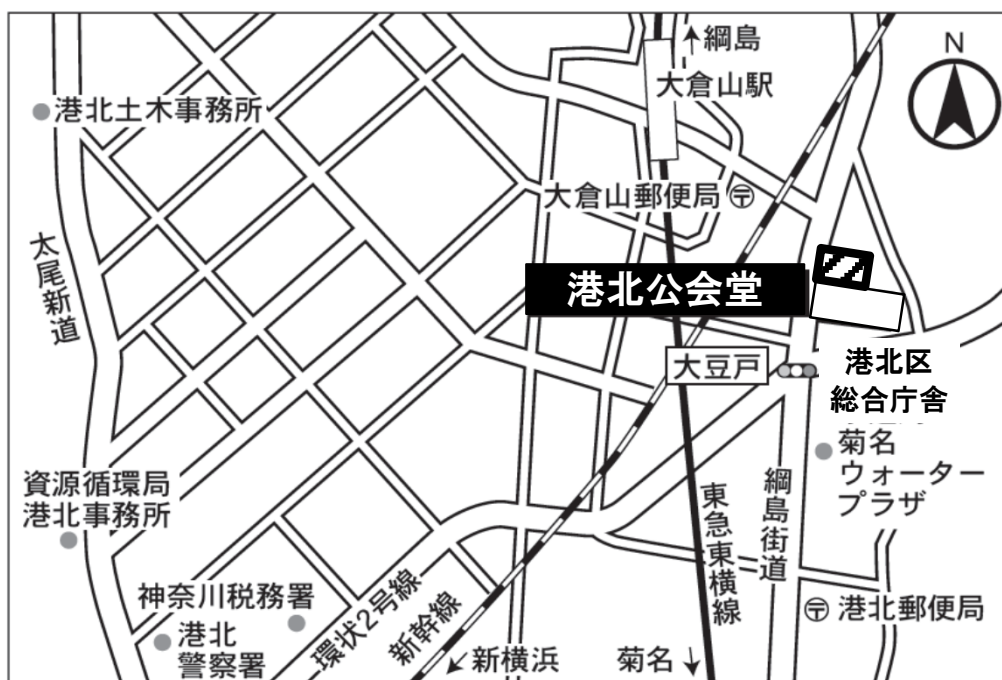 ↑綱島
N
大倉山駅
港北土木事務所
大倉山郵便局 〒
太尾新道
港北公会堂
大豆戸
港北区
総合庁舎
菊名
ウォーター
プラザ
資源循環局
港北事務所
東急東横線
綱島街道
神奈川税務署
港北
警察署
環状2号線
新幹線
〒 港北郵便局
↙新横浜
菊名↓